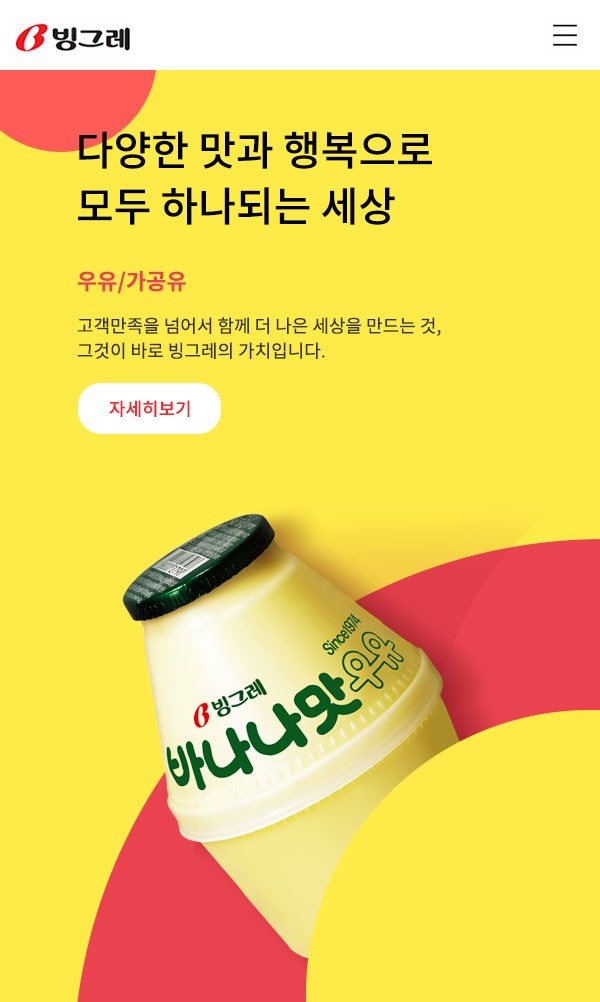 빙그레
다양한 맛과 행복으로
모두 하나되는 세상
우유/가공유
고객만족을 넘어서 함께 더 나은 세상을 만드는 것,
그것이 바로 빙그레의 가치입니다.
자세히보기
Since1974
빙그레
바나나맛우유